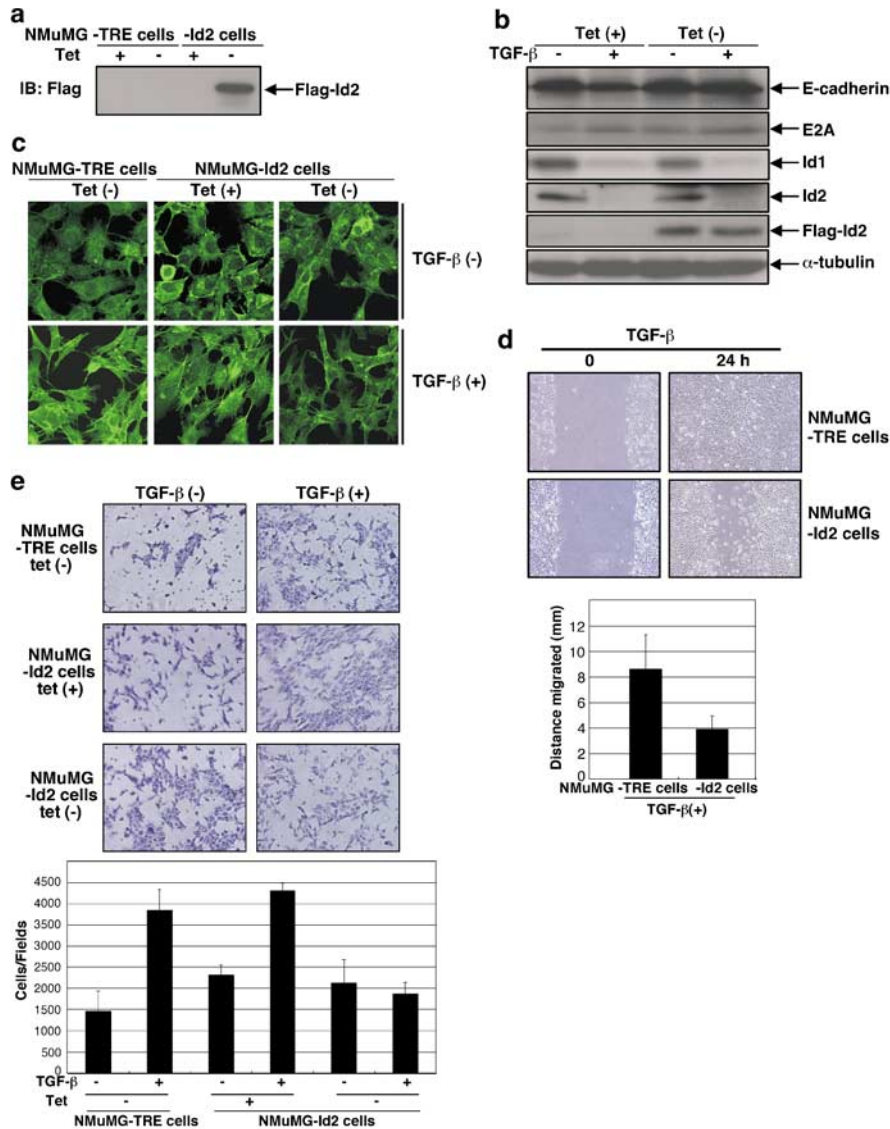 a
NMuMG -TRE cells -Id2 cells
Tet + - + -
IB: Flag
Flag-Id2
b
Tet (+) Tet (-)
TGF-β - + - +
E-cadherin
E2A
Id1
Id2
Flag-Id2
α-tubulin
c
NMuMG-TRE cells NMuMG-Id2 cells
Tet (-) Tet (+) Tet (-)
TGF-β (-)
TGF-β (+)
d
TGF-β
0 24 h
NMuMG
-TRE cells
NMuMG
-Id2 cells
Distance migrated (mm)
12
10
8
6
4
2
0
NMuMG -TRE cells -Id2 cells
TGF-β(+)
e
TGF-β (-) TGF-β (+)
NMuMG
-TRE cells
tet (-)
NMuMG
-Id2 cells
tet (+)
NMuMG
-Id2 cells
tet (-)
Cells/Fields
4500
4000
3500
3000
2500
2000
1500
1000
500
0
TGF-β - + - + - +
Tet - + -
NMuMG-TRE cells NMuMG-Id2 cells